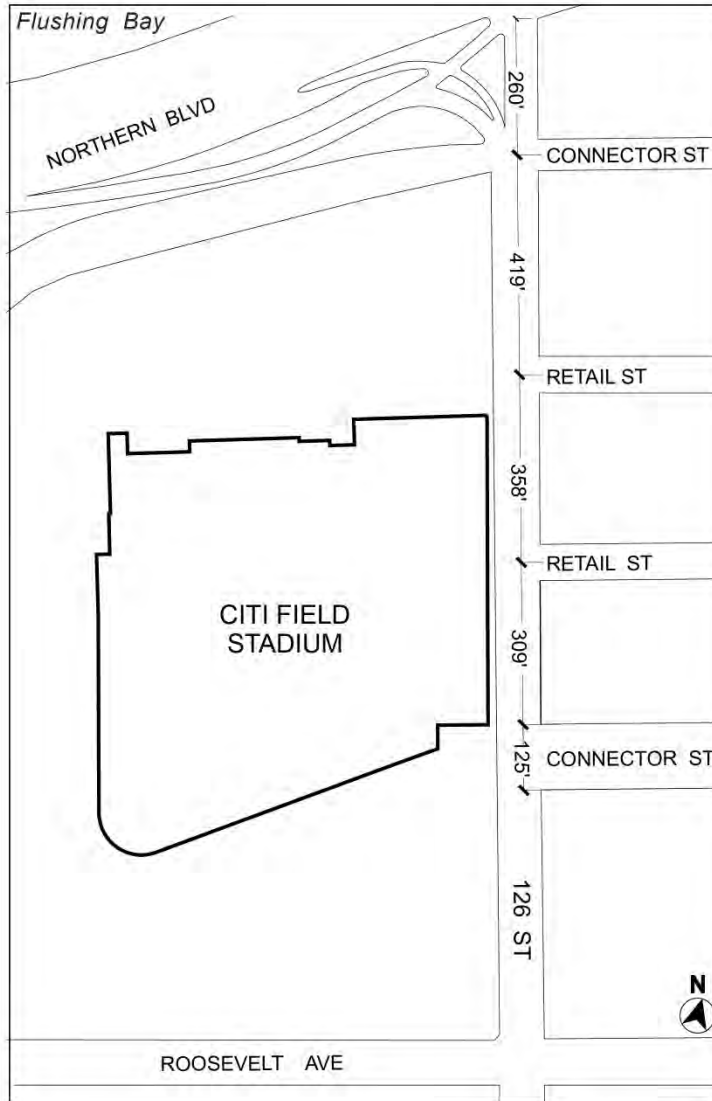 Flushing Bay
NORTHERN BLVD
260'
CONNECTOR ST
419'
RETAIL ST
358'
RETAIL ST
CITI FIELD
STADIUM
309'
125'
CONNECTOR ST
126 ST
N
ROOSEVELT AVE